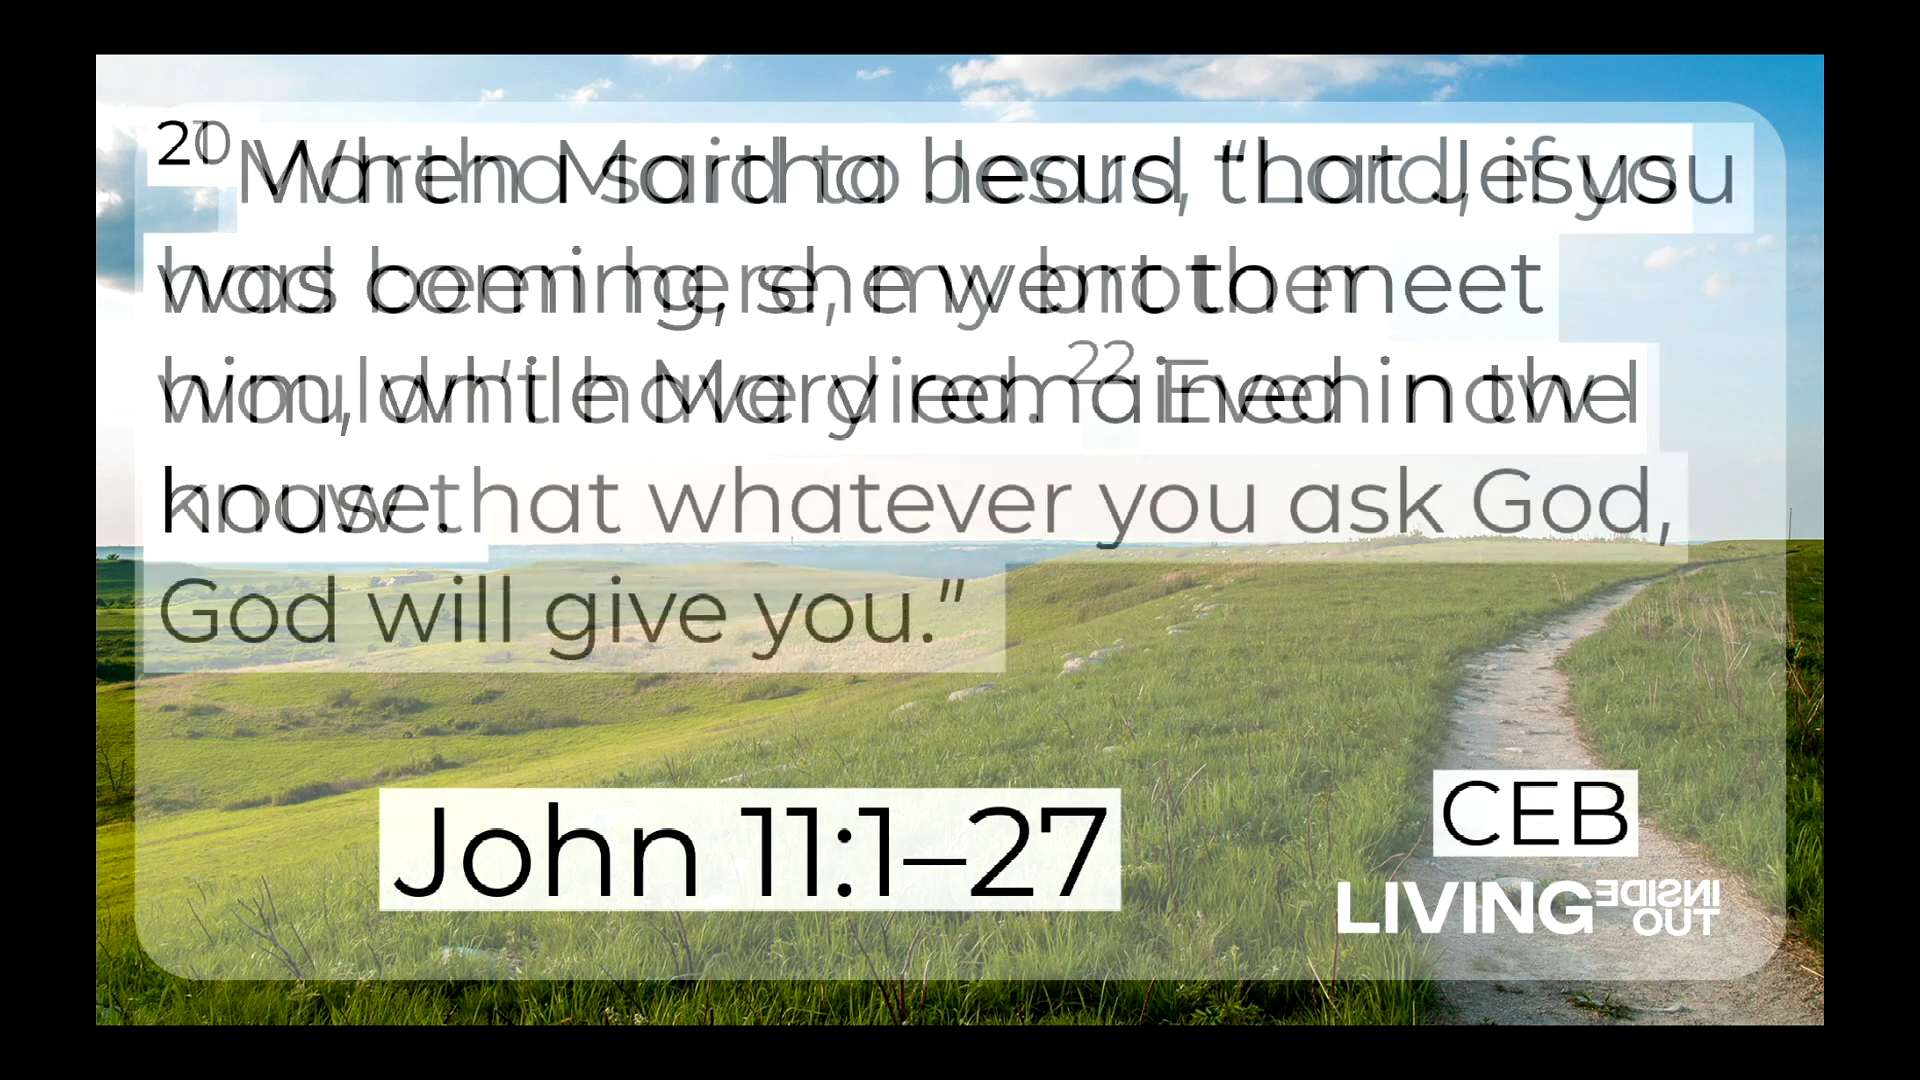 20 When Martha heard that Jesus
was coming, she went to meet
him, while Mary remained in the
house.
21 Martha said to Jesus, “Lord, if you
had been here, my brother
wouldn’t have died. 22 Even now I
know that whatever you ask God,
God will give you.”
John 11:1–27
CEB
LIVING INSIDE
OUT